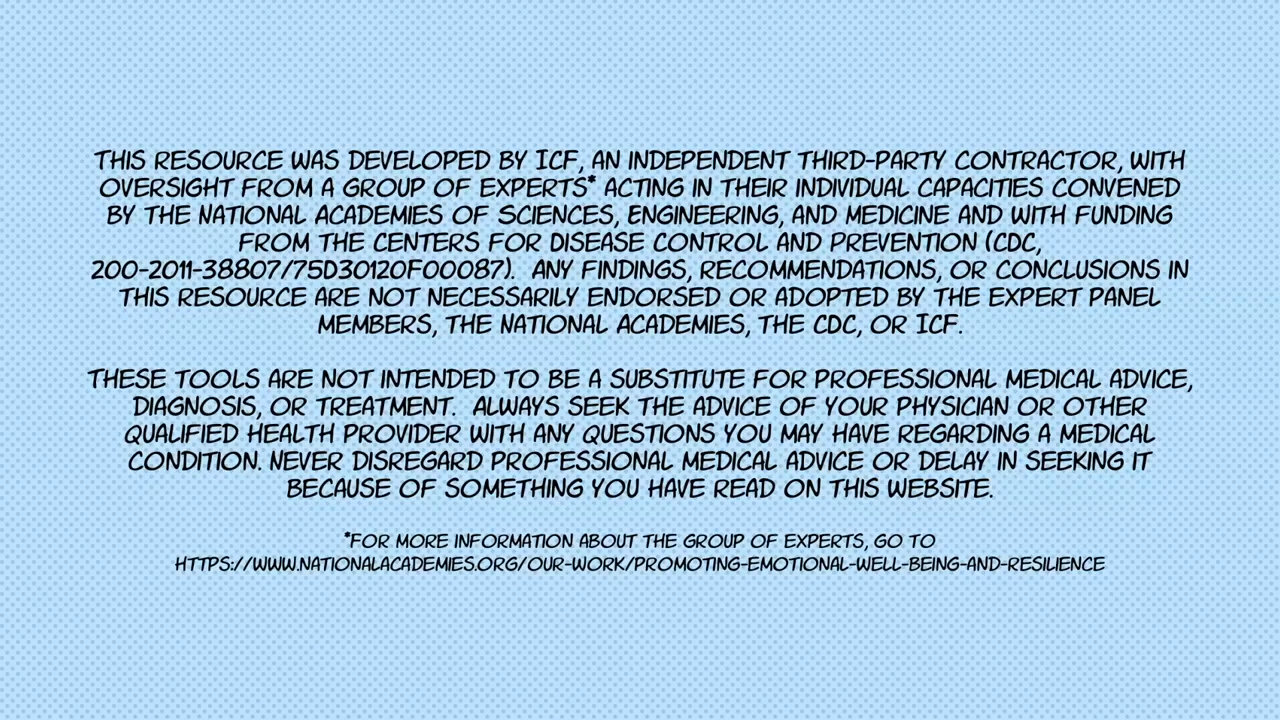 THIS RESOURCE WAS DEVELOPED BY ICF, AN INDEPENDENT THIRD-PARTY CONTRACTOR, WITH
OVERSIGHT FROM A GROUP OF EXPERTS* ACTING IN THEIR INDIVIDUAL CAPACITIES CONVENED
BY THE NATIONAL ACADEMIES OF SCIENCES, ENGINEERING, AND MEDICINE AND WITH FUNDING
FROM THE CENTERS FOR DISEASE CONTROL AND PREVENTION (CDC,
200-2011-38807/75D30120F00087). ANY FINDINGS, RECOMMENDATIONS, OR CONCLUSIONS IN
THIS RESOURCE ARE NOT NECESSARILY ENDORSED OR ADOPTED BY THE EXPERT PANEL
MEMBERS, THE NATIONAL ACADEMIES, THE CDC, OR ICF.
THESE TOOLS ARE NOT INTENDED TO BE A SUBSTITUTE FOR PROFESSIONAL MEDICAL ADVICE,
DIAGNOSIS, OR TREATMENT. ALWAYS SEEK THE ADVICE OF YOUR PHYSICIAN OR OTHER
QUALIFIED HEALTH PROVIDER WITH ANY QUESTIONS YOU MAY HAVE REGARDING A MEDICAL
CONDITION. NEVER DISREGARD PROFESSIONAL MEDICAL ADVICE OR DELAY IN SEEKING IT
BECAUSE OF SOMETHING YOU HAVE READ ON THIS WEBSITE.
*FOR MORE INFORMATION ABOUT THE GROUP OF EXPERTS, GO TO
HTTPS://WWW.NATIONALACADEMIES.ORG/OUR-WORK/PROMOTING-EMOTIONAL-WELL-BEING-AND-RESILIENCE